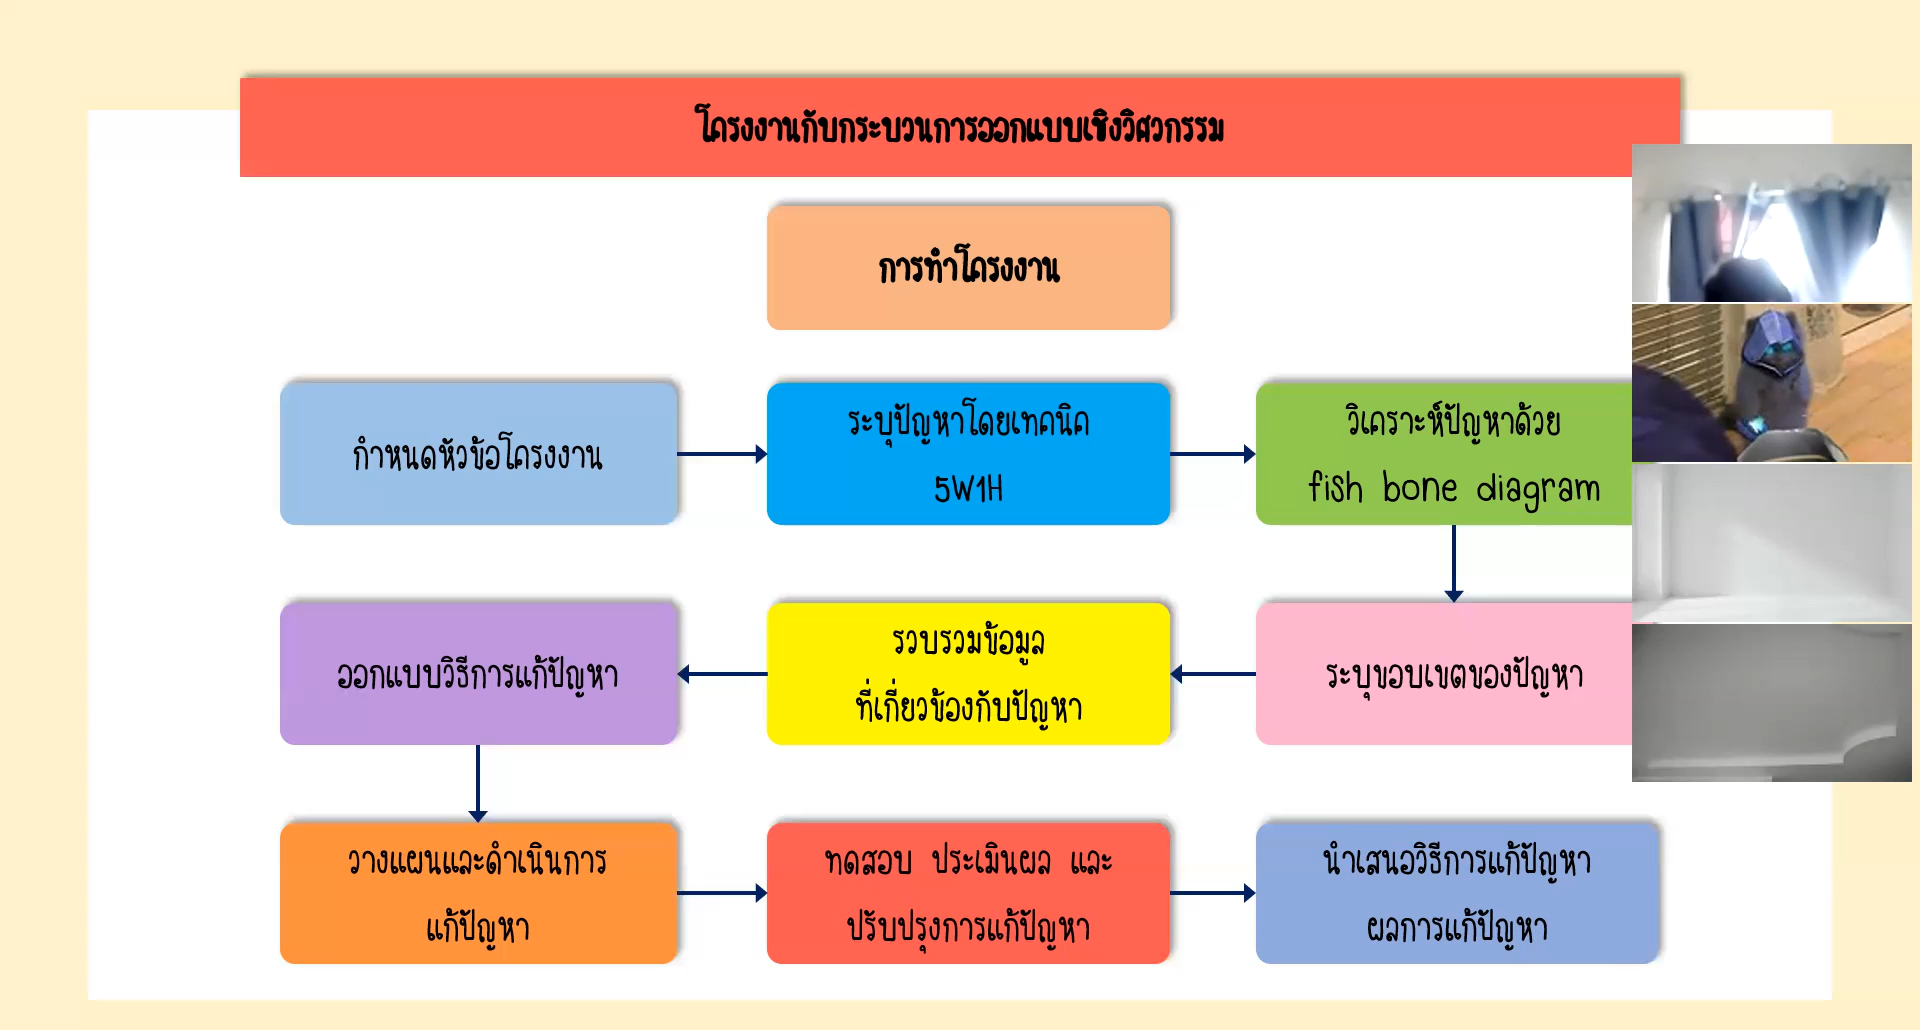 โครงงานกับกระบวนการออกแบบเชิงวิศวกรรม
การทำโครงงาน
กำหนดหัวข้อโครงงาน
ระบุปัญหาโดยเทคนิค
5W1H
วิเคราะห์ปัญหาด้วย
fish bone diagram
ระบุขอบเขตของปัญหา
รวบรวมข้อมูล
ที่เกี่ยวข้องกับปัญหา
ออกแบบวิธีการแก้ปัญหา
วางแผนและดำเนินการ
แก้ปัญหา
ทดสอบ ประเมินผล และ
ปรับปรุงการแก้ปัญหา
นำเสนอวิธีการแก้ปัญหา
ผลการแก้ปัญหา